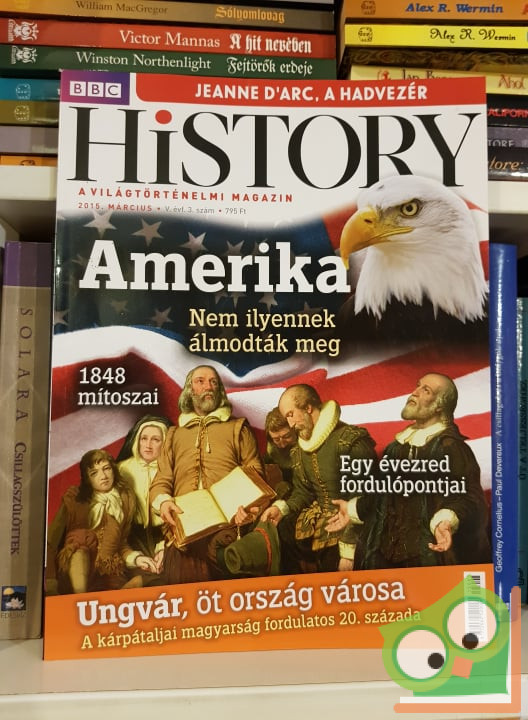 William MacGregor Sólyomlovag
Victor Mannas A hit nevében
Winston Northenlight Fejtörők erdeje
Alex R. Wermin
Alex R. Wermin
BBC
JEANNE D'ARC, A HADVEZÉR
HiSTORY
A VILÁGTÖRTÉNELMI MAGAZIN
2015. MÁRCIUS • V. évf. 3. szám • 795 Ft
Amerika
Nem ilyennek
álmodták meg
1848
mítoszai
Egy évezred
fordulópontjai
Ungvár, öt ország városa
A kárpátaljai magyarság fordulatos 20. százada
SOLARA CSILLAGSZÜLÖTTEK
Geoffrey Cornelius – Paul Devereux